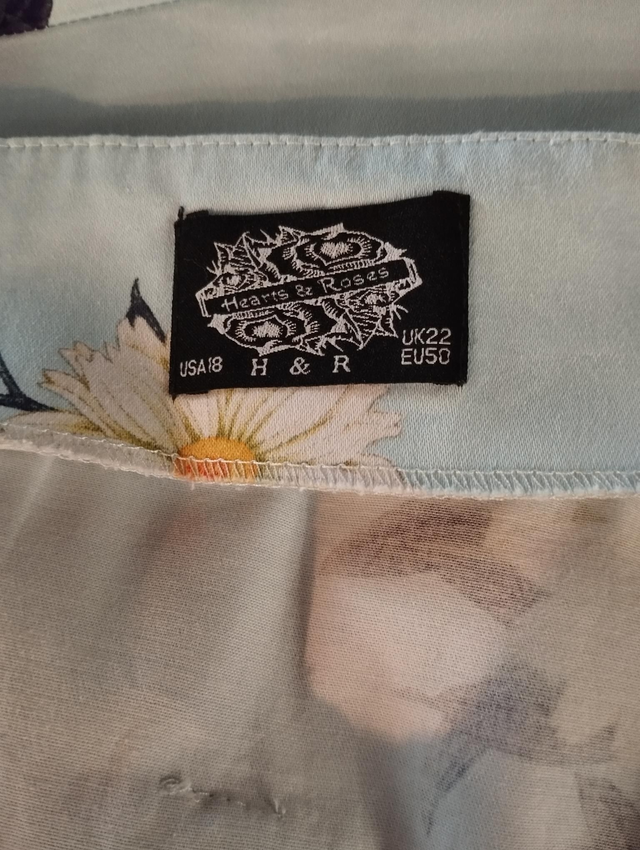 Hearts & Roses
USA18 H & R UK22
EU50